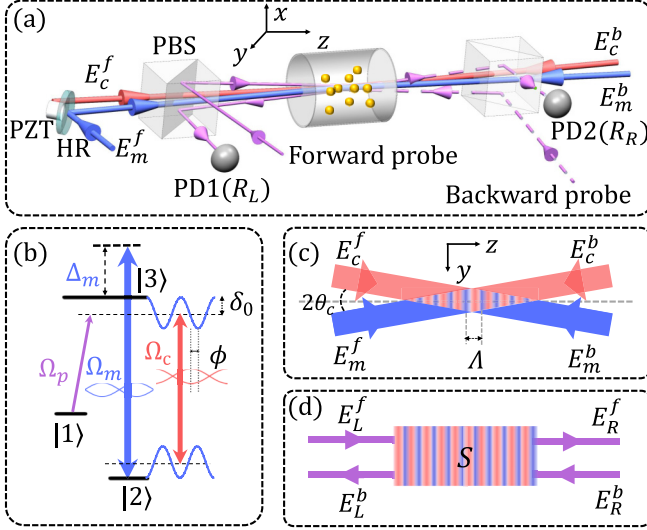 (a)
x
y
z
PBS
E_c^f
E_c^b
E_m^b
PZT
HR
E_m^f
PD1(R_L)
Forward probe
PD2(R_R)
Backward probe
(b)
Δ_m
|3⟩
δ_0
Ω_p
Ω_m
Ω_c
ϕ
|1⟩
|2⟩
(c)
E_c^f
z
y
E_c^b
2θ_c
E_m^f
Λ
E_m^b
(d)
E_L^f
E_R^f
S
E_L^b
E_R^b